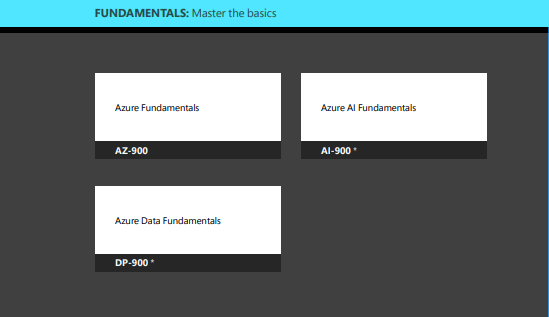 FUNDAMENTALS: Master the basics
Azure Fundamentals
AZ-900
Azure AI Fundamentals
AI-900 *
Azure Data Fundamentals
DP-900 *